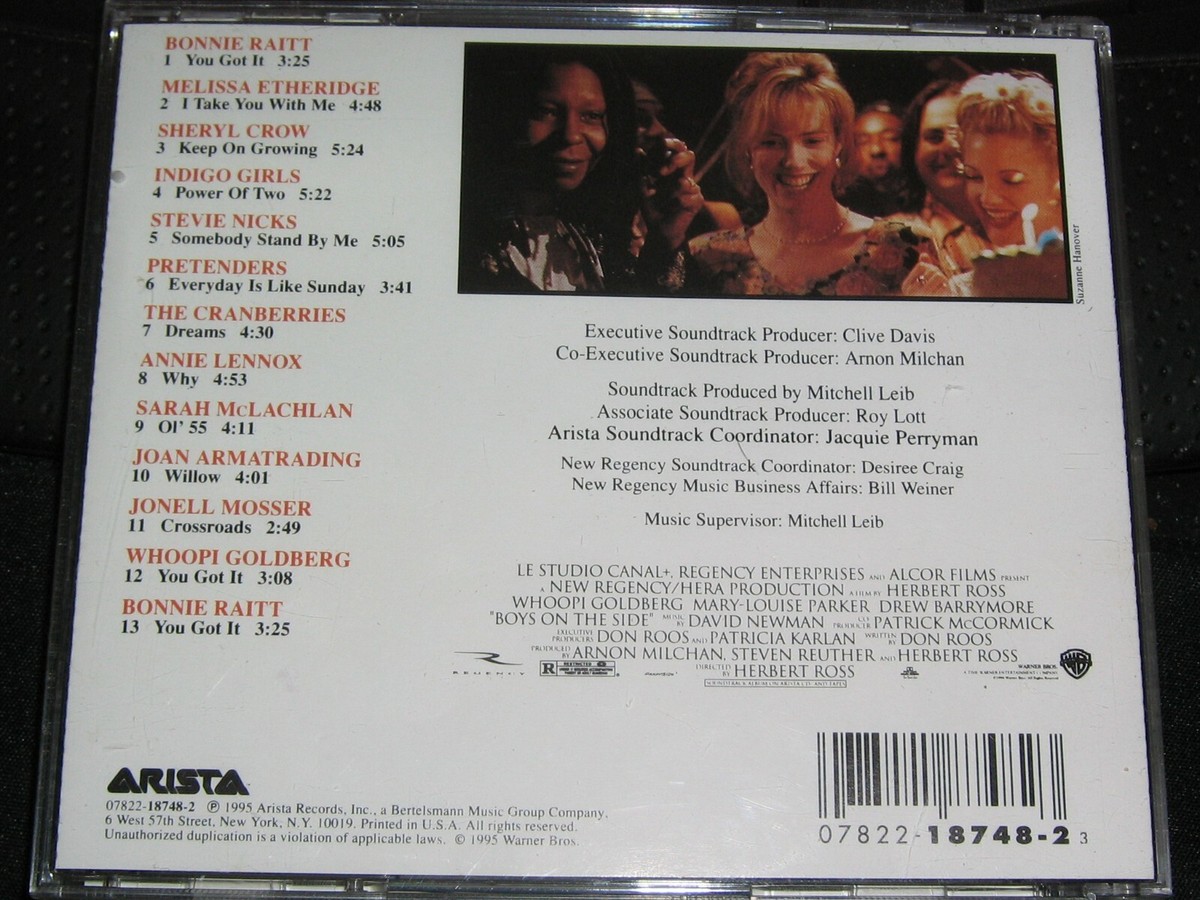 BONNIE RAITT
1 You Got It 3:25
MELISSA ETHERIDGE
2 I Take You With Me 4:48
SHERYL CROW
3 Keep On Growing 5:24
INDIGO GIRLS
4 Power Of Two 5:22
STEVIE NICKS
5 Somebody Stand By Me 5:05
PRETENDERS
6 Everyday Is Like Sunday 3:41
THE CRANBERRIES
7 Dreams 4:30
ANNIE LENNOX
8 Why 4:53
SARAH McLACHLAN
9 Ol' 55 4:11
JOAN ARMATRADING
10 Willow 4:01
JONELL MOSSER
11 Crossroads 2:49
WHOOPI GOLDBERG
12 You Got It 3:08
BONNIE RAITT
13 You Got It 3:25
Suzanne Hanover
Executive Soundtrack Producer: Clive Davis
Co-Executive Soundtrack Producer: Arnon Milchan
Soundtrack Produced by Mitchell Leib
Associate Soundtrack Producer: Roy Lott
Arista Soundtrack Coordinator: Jacquie Perryman
New Regency Soundtrack Coordinator: Desiree Craig
New Regency Music Business Affairs: Bill Weiner
Music Supervisor: Mitchell Leib
LE STUDIO CANAL+, REGENCY ENTERPRISES AND ALCOR FILMS PRESENT
A NEW REGENCY/HERA PRODUCTION A FILM BY HERBERT ROSS
WHOOPI GOLDBERG MARY-LOUISE PARKER DREW BARRYMORE
"BOYS ON THE SIDE" MUSIC BY DAVID NEWMAN CO-PRODUCER PATRICK McCORMICK
EXECUTIVE PRODUCERS DON ROOS AND PATRICIA KARLAN WRITTEN BY DON ROOS
PRODUCED BY ARNON MILCHAN, STEVEN REUTHER AND HERBERT ROSS
DIRECTED BY HERBERT ROSS
SOUNDTRACK ALBUM ON ARISTA CD'S AND TAPES
REGENCY
R RESTRICTED
WARNER BROS.
ARISTA
07822-18748-2 ℗ 1995 Arista Records, Inc., a Bertelsmann Music Group Company,
6 West 57th Street, New York, N.Y. 10019. Printed in U.S.A. All rights reserved.
Unauthorized duplication is a violation of applicable laws. © 1995 Warner Bros.
07822-18748-2 3